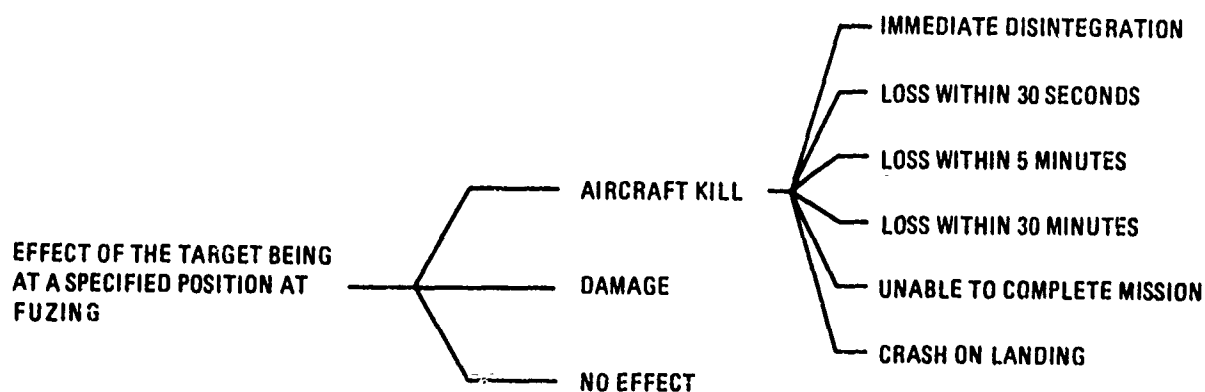 IMMEDIATE DISINTEGRATION
LOSS WITHIN 30 SECONDS
LOSS WITHIN 5 MINUTES
AIRCRAFT KILL
LOSS WITHIN 30 MINUTES
EFFECT OF THE TARGET BEING
AT A SPECIFIED POSITION AT
FUZING
DAMAGE
UNABLE TO COMPLETE MISSION
CRASH ON LANDING
NO EFFECT